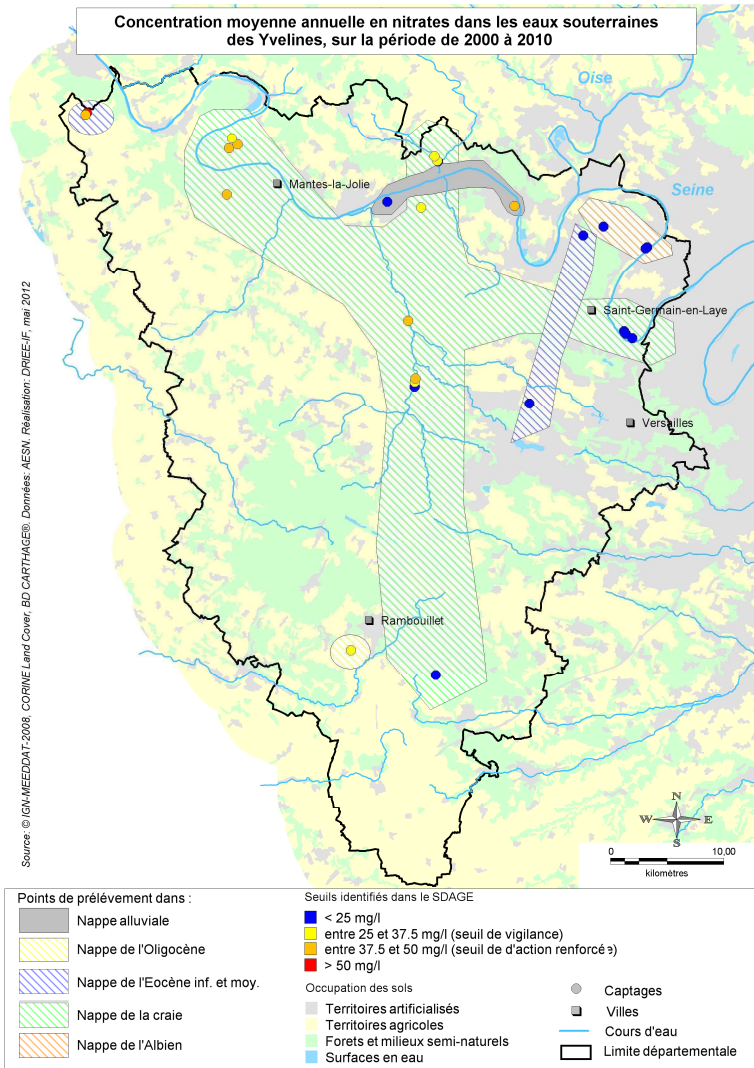 Concentration moyenne annuelle en nitrates dans les eaux souterraines
des Yvelines, sur la période de 2000 à 2010
Oise
Seine
Mantes-la-Jolie
Saint-Germain-en-Laye
Versailles
Rambouillet
Source: © IGN-MEEDDAT-2008, CORINE Land Cover, BD CARTHAGE®. Données: AESN. Réalisation: DRIEE-IF, mai 2012
N
W E
S
0 10,00
kilomètres
Points de prélévement dans :
Nappe alluviale
Nappe de l'Oligocène
Nappe de l'Eocène inf. et moy.
Nappe de la craie
Nappe de l'Albien
Seuils identifiés dans le SDAGE
< 25 mg/l
entre 25 et 37.5 mg/l (seuil de vigilance)
entre 37.5 et 50 mg/l (seuil de d'action renforcée)
> 50 mg/l
Occupation des sols
Territoires artificialisés
Territoires agricoles
Forets et milieux semi-naturels
Surfaces en eau
Captages
Villes
Cours d'eau
Limite départementale